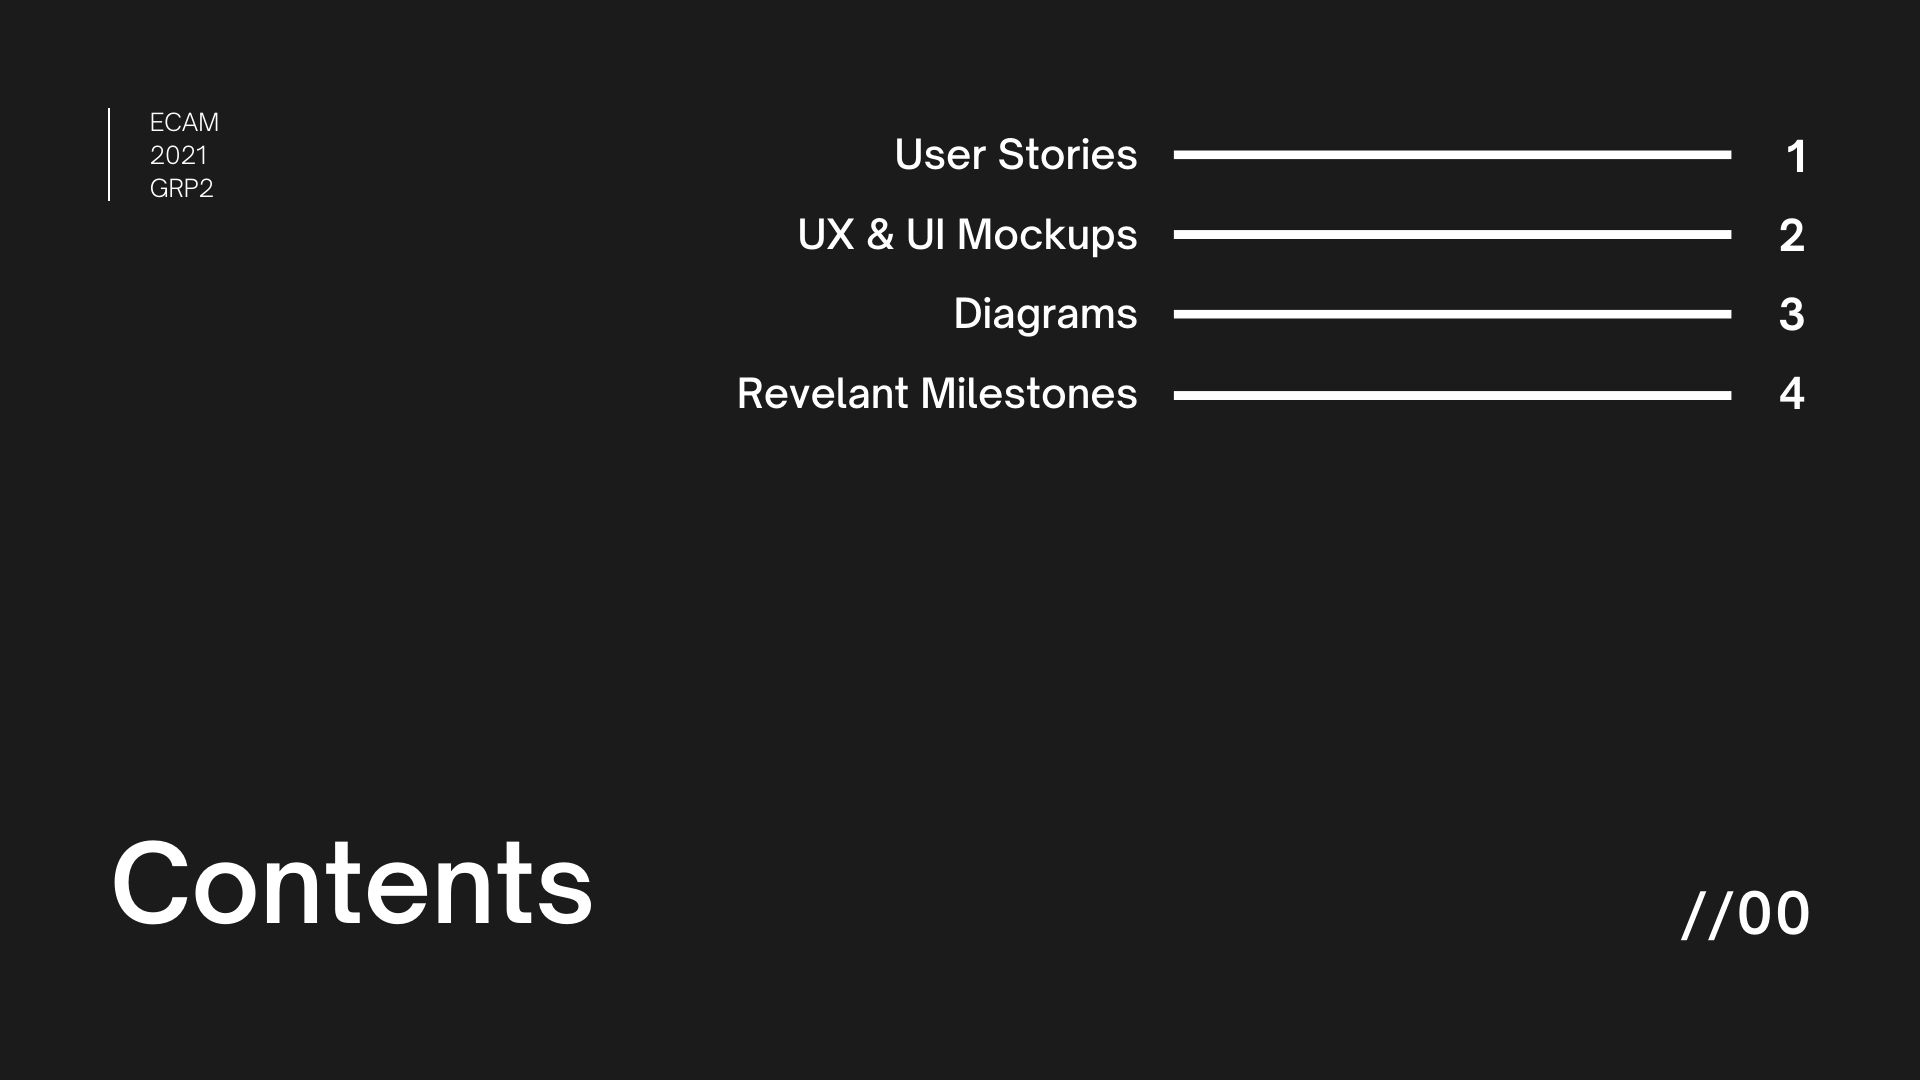 ECAM
2021
GRP2
User Stories 1
UX & UI Mockups 2
Diagrams 3
Revelant Milestones 4
Contents
//00